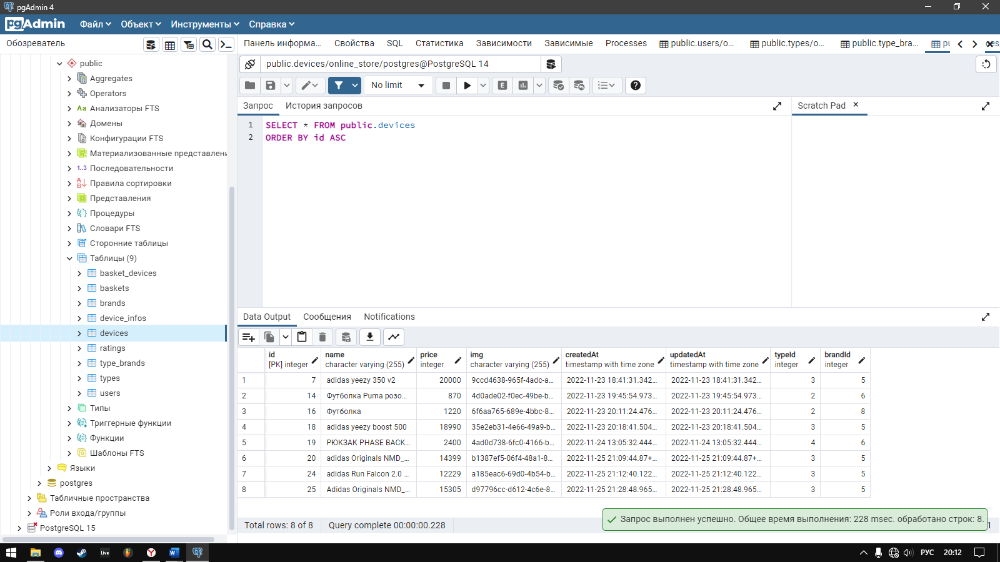 pgAdmin 4
pgAdmin Файл Объект Инструменты Справка
Обозреватель
Панель информа... Свойства SQL Статистика Зависимости Зависимые Processes public.users/o... public.types/o... public.type_bra...
public.devices/online_store/postgres@PostgreSQL 14
No limit
Запрос История запросов Scratch Pad
1 SELECT * FROM public.devices
2 ORDER BY id ASC
public
Aggregates
Operators
Анализаторы FTS
Домены
Конфигурации FTS
Материализованные представлени
1..3 Последовательности
Правила сортировки
Представления
Процедуры
Словари FTS
Сторонние таблицы
Таблицы (9)
basket_devices
baskets
brands
device_infos
devices
ratings
type_brands
types
users
Типы
Триггерные функции
Функции
Шаблоны FTS
Языки
postgres
Табличные пространства
Роли входа/группы
PostgreSQL 15
Data Output Сообщения Notifications
id name price img createdAt updatedAt typeId brandId
[PK] integer character varying (255) integer character varying (255) timestamp with time zone timestamp with time zone integer integer
1 7 adidas yeezy 350 v2 20000 9ccd4638-965f-4adc-a... 2022-11-23 18:41:31.342... 2022-11-23 18:41:31.342... 3 5
2 14 Футболка Puma розо... 870 4d0ade02-f0ec-49be-b... 2022-11-23 19:45:54.973... 2022-11-23 19:45:54.973... 2 6
3 16 Футболка 1220 6f6aa765-689e-4bbc-8... 2022-11-23 20:11:24.476... 2022-11-23 20:11:24.476... 2 8
4 18 adidas yeezy boost 500 18990 35e2eb31-4e66-49a9-b... 2022-11-23 20:18:41.504... 2022-11-23 20:18:41.504... 3 5
5 19 РЮКЗАК PHASE BACK... 2400 4ad0d738-6fc0-4166-b... 2022-11-24 13:05:32.444... 2022-11-24 13:05:32.444... 4 6
6 20 adidas Originals NMD_... 14399 b1387ef5-06f4-48a1-8... 2022-11-25 21:09:44.87+... 2022-11-25 21:09:44.87+... 3 5
7 24 adidas Run Falcon 2.0 ... 12229 a185eac6-69d0-4b54-b... 2022-11-25 21:12:40.122... 2022-11-25 21:12:40.122... 3 5
8 25 Adidas Originals NMD_... 15305 d97796cc-d612-4c6e-8... 2022-11-25 21:28:48.965... 2022-11-25 21:28:48.965... 3 5
Запрос выполнен успешно. Общее время выполнения: 228 msec. обработано строк: 8.
Total rows: 8 of 8 Query complete 00:00:00.228
Live РУС 20:12